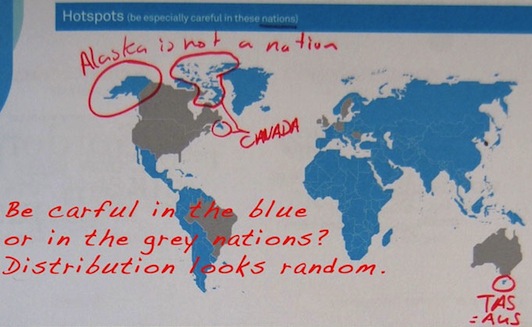 Hotspots (be especially careful in these nations)
Alaska is not a nation
CANADA
Be carful in the blue
or in the grey nations?
Distribution looks random.
TAS
= Aus